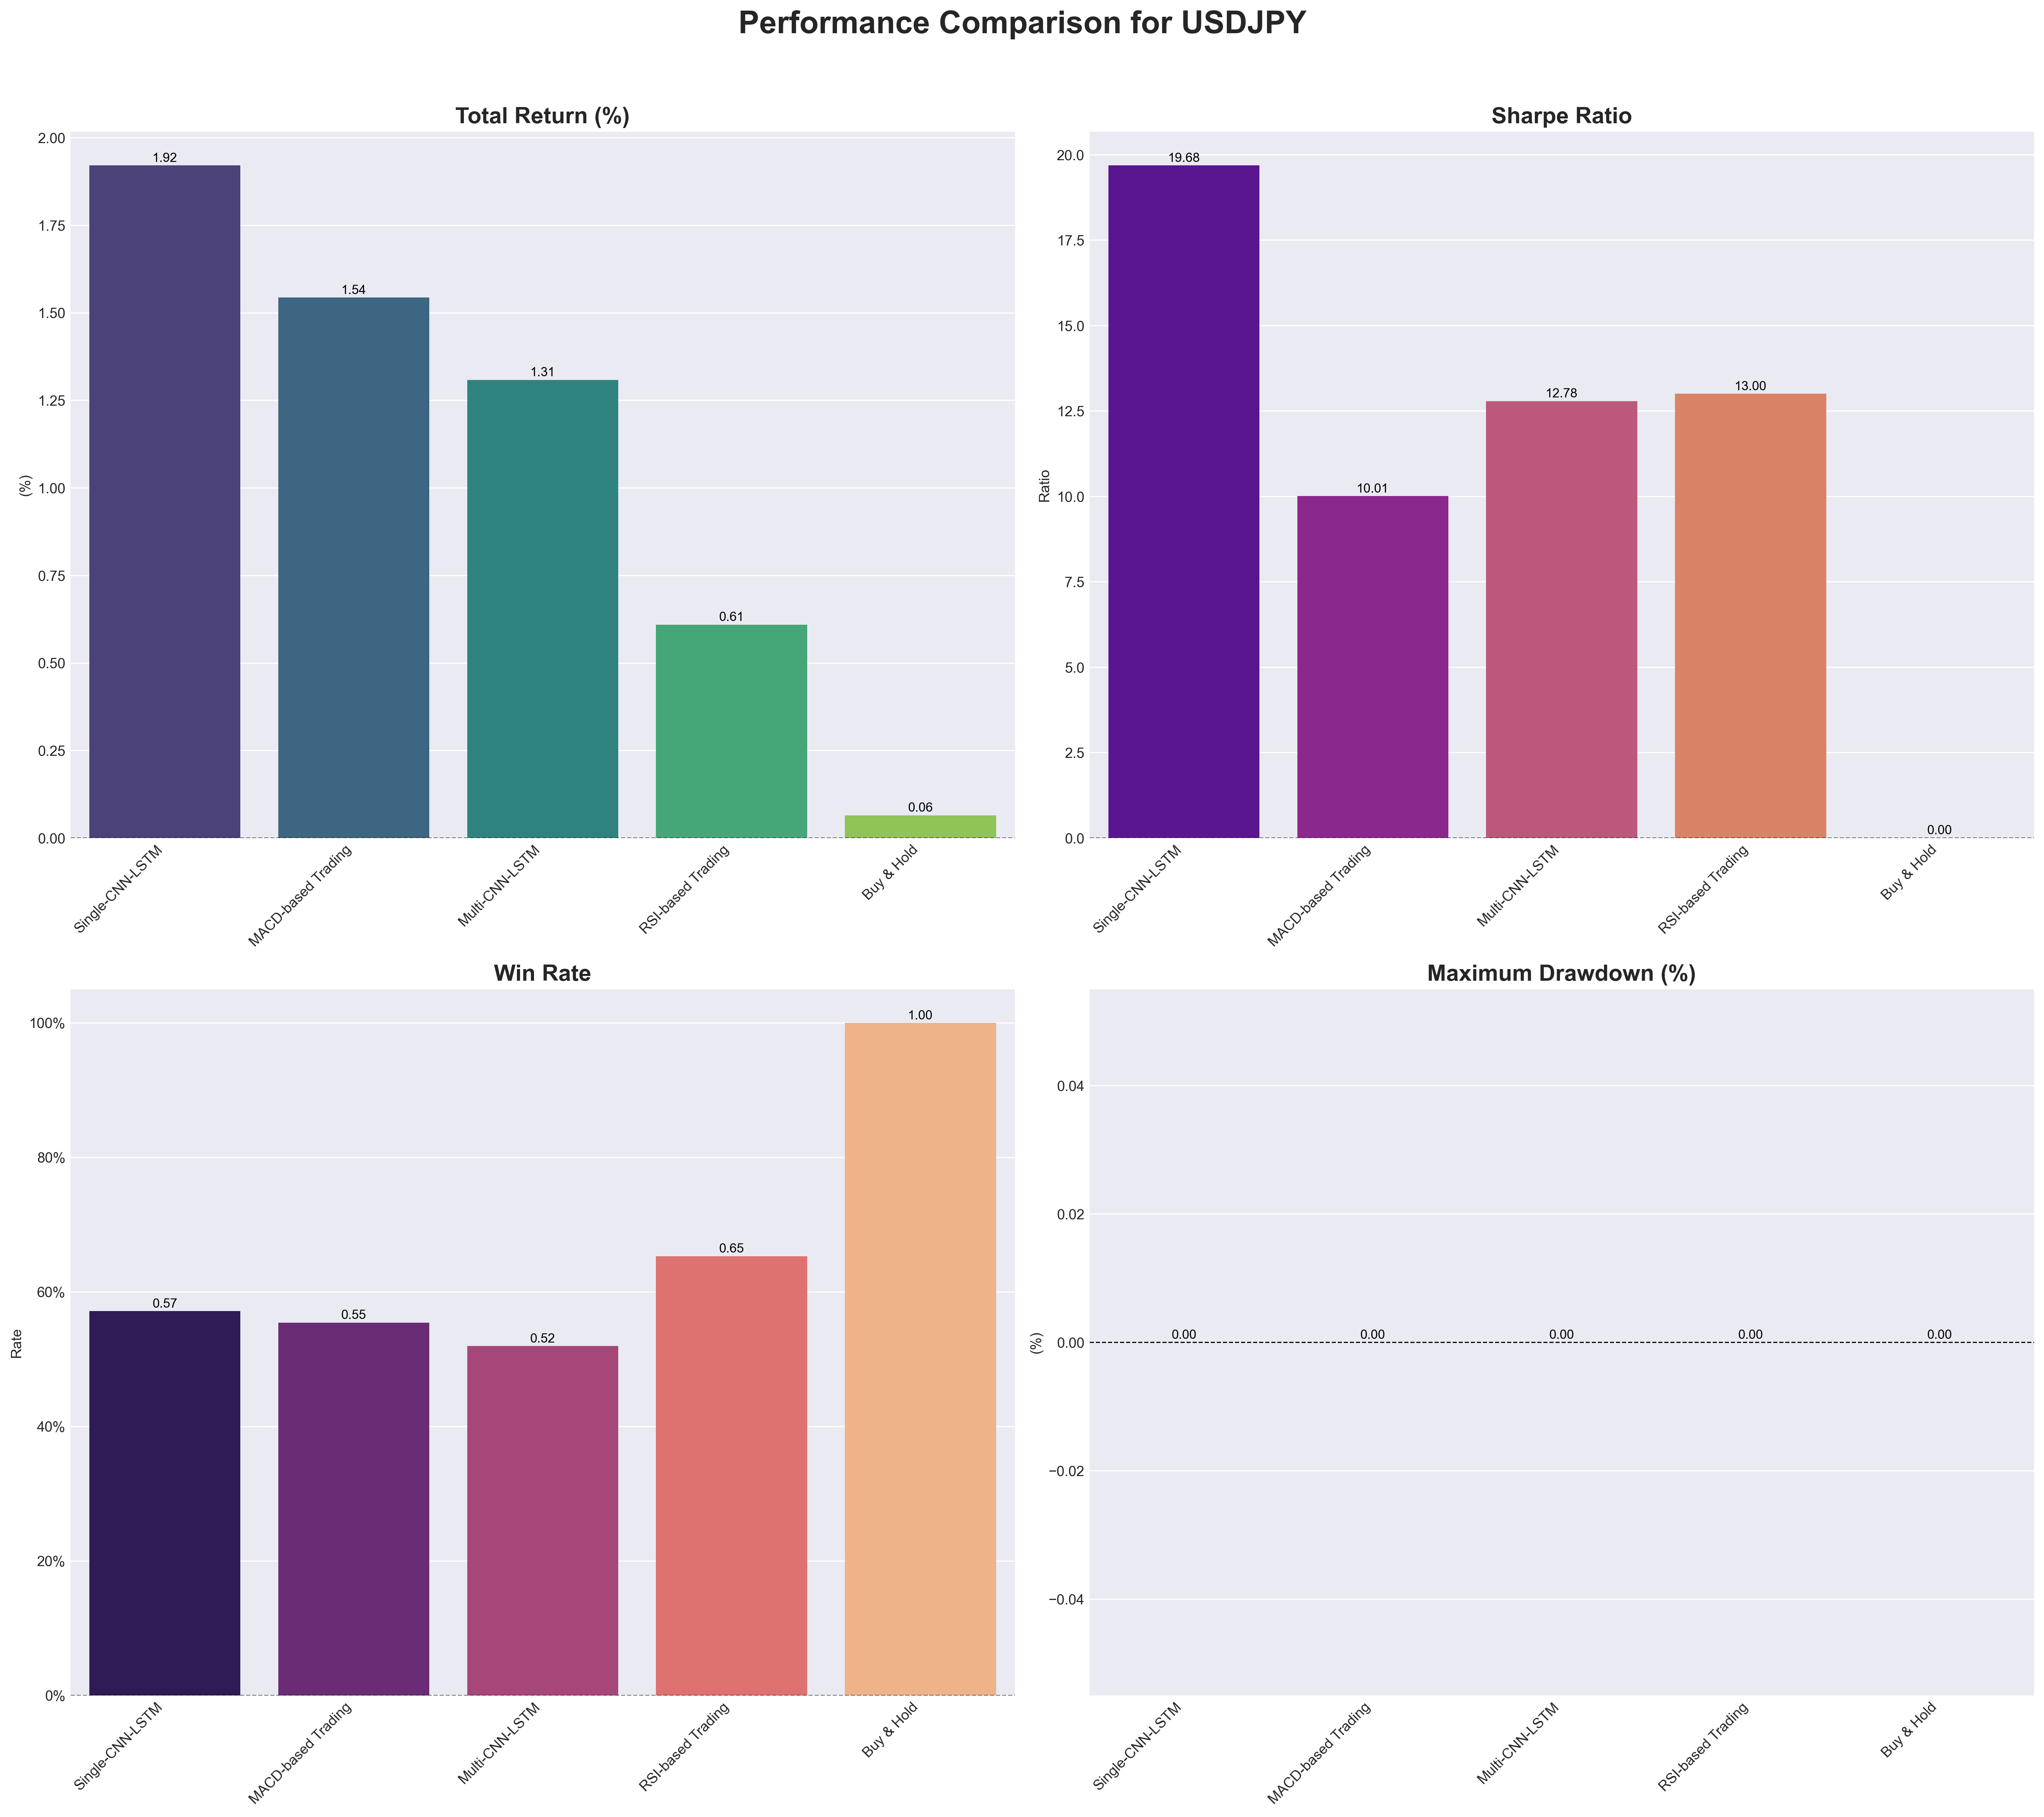 Performance Comparison for USDJPY
Total Return (%)
2.00
1.75
1.50
1.25
1.00
0.75
0.50
0.25
0.00
(%)
1.92
1.54
1.31
0.61
0.06
Single-CNN-LSTM
MACD-based Trading
Multi-CNN-LSTM
RSI-based Trading
Buy & Hold
Sharpe Ratio
20.0
17.5
15.0
12.5
10.0
7.5
5.0
2.5
0.0
Ratio
19.68
10.01
12.78
13.00
0.00
Single-CNN-LSTM
MACD-based Trading
Multi-CNN-LSTM
RSI-based Trading
Buy & Hold
Win Rate
100%
80%
60%
40%
20%
0%
Rate
0.57
0.55
0.52
0.65
1.00
Single-CNN-LSTM
MACD-based Trading
Multi-CNN-LSTM
RSI-based Trading
Buy & Hold
Maximum Drawdown (%)
0.04
0.02
0.00
−0.02
−0.04
(%)
0.00
0.00
0.00
0.00
0.00
Single-CNN-LSTM
MACD-based Trading
Multi-CNN-LSTM
RSI-based Trading
Buy & Hold